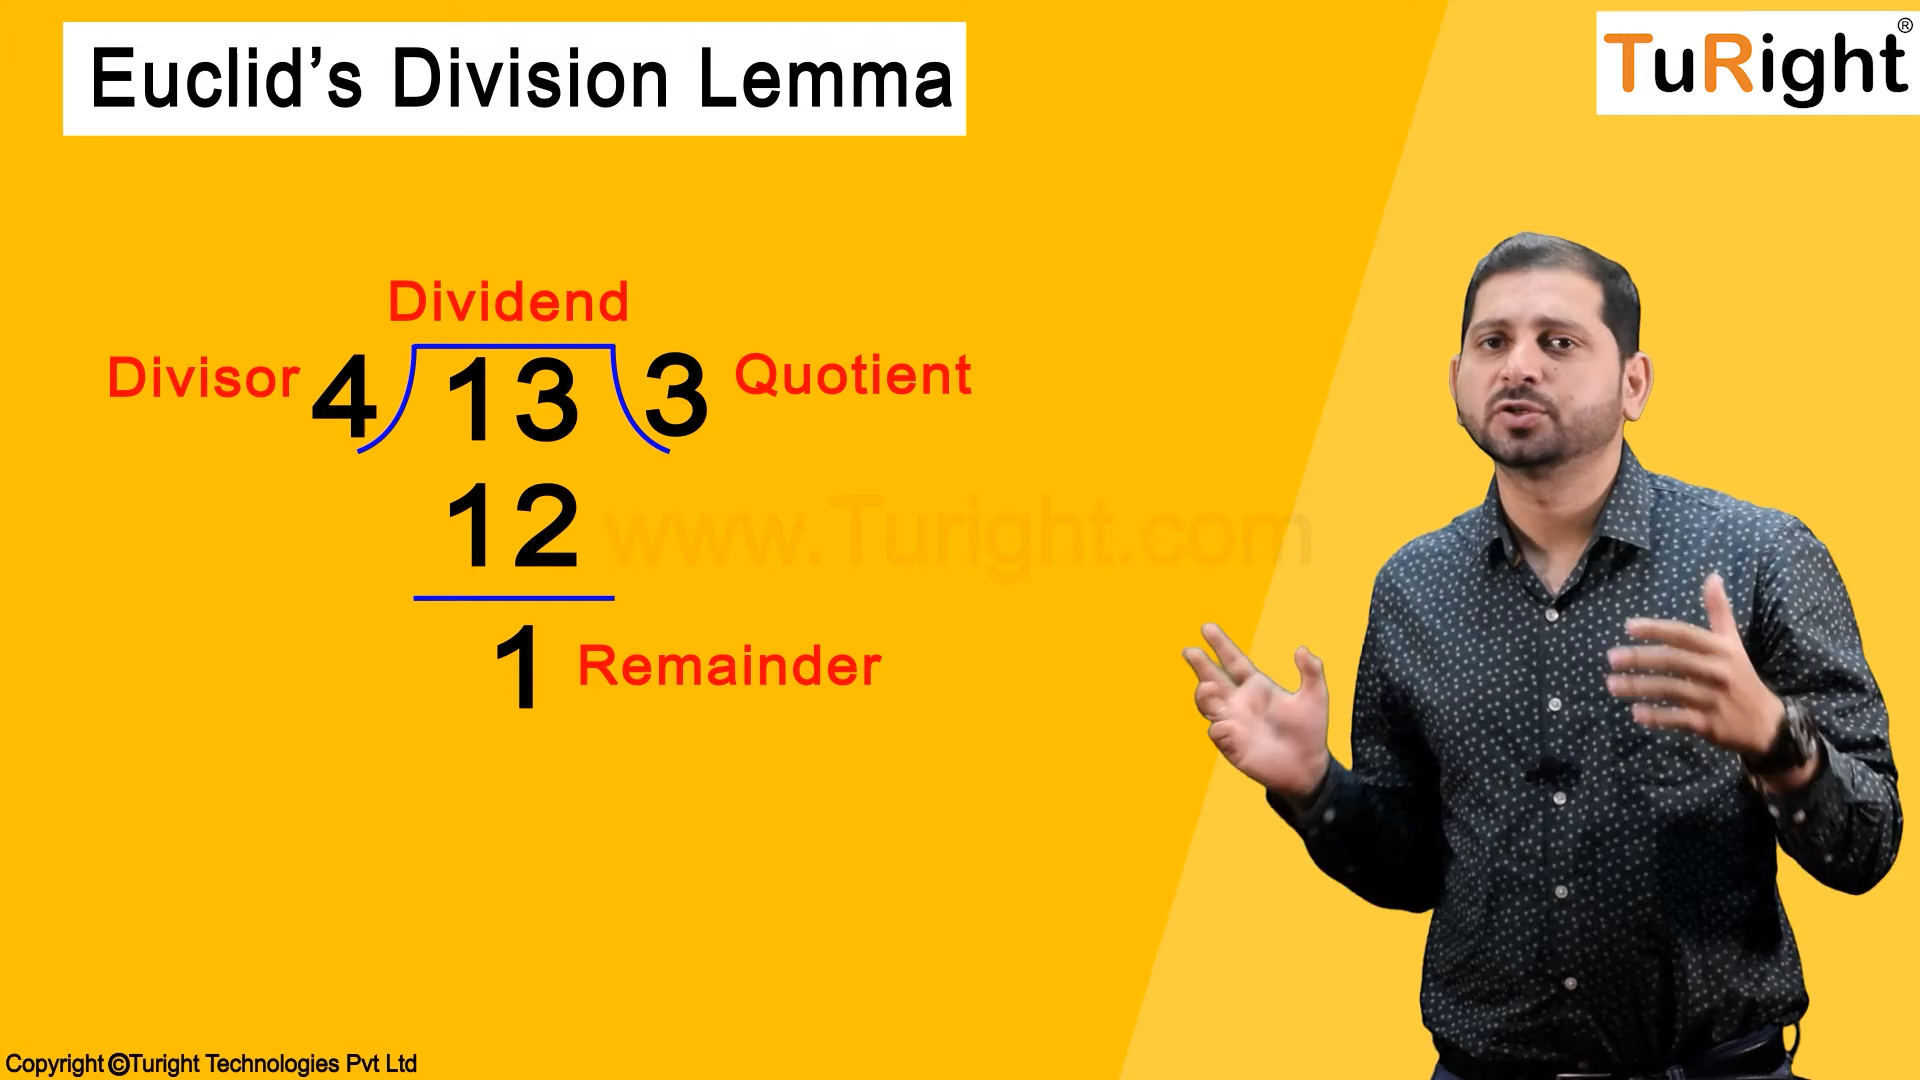 Euclid’s Division Lemma
TuRight®
Dividend
Divisor 4 13 3 Quotient
12
www.Turight.com
1 Remainder
Copyright ©Turight Technologies Pvt Ltd